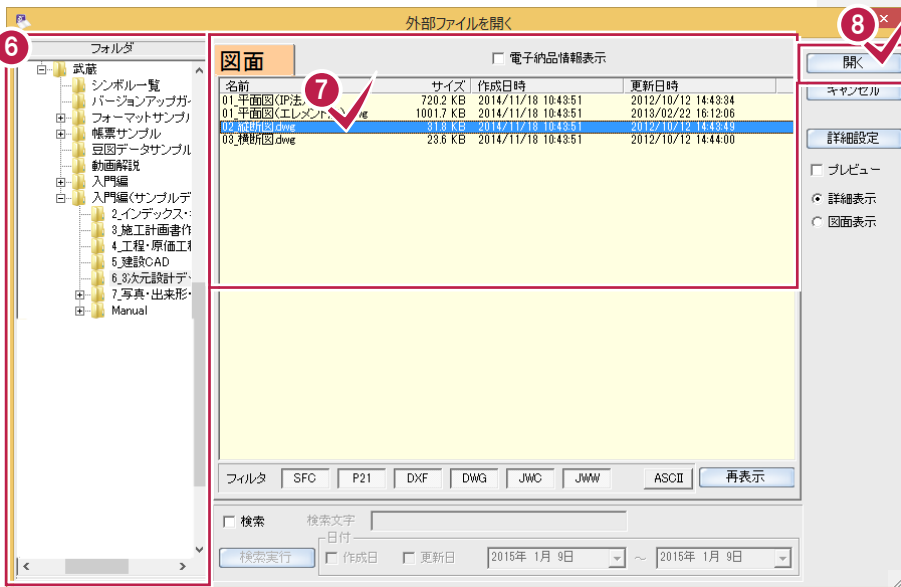 外部ファイルを開く
6
フォルダ
武蔵
シンボル一覧
バージョンアップガイ
フォーマットサンプル
帳票サンプル
豆図データサンプル
動画解説
入門編
入門編(サンプルデ
2_インデックス・
3_施工計画書作
4_工程・原価工
5_建設CAD
6_3次元設計デー
7_写真・出来形・
Manual
図面
電子納品情報表示
名前 サイズ 作成日時 更新日時
01_平面図(IP法 720.2 KB 2014/11/18 10:43:51 2012/10/12 14:43:34
01_平面図(エレメント 1001.7 KB 2014/11/18 10:43:51 2013/02/22 16:12:06
02_縦断図.dwg 31.8 KB 2014/11/18 10:43:51 2012/10/12 14:43:49
03_横断図.dwg 23.6 KB 2014/11/18 10:43:51 2012/10/12 14:44:00
7
フィルタ SFC P21 DXF DWG JWC JWW ASCII 再表示
検索 検索文字
日付
検索実行 作成日 更新日 2015年 1月 9日 ～ 2015年 1月 9日
8
開く
キャンセル
詳細設定
プレビュー
詳細表示
図面表示